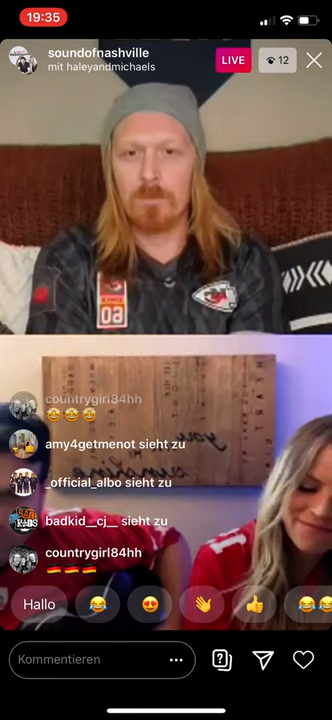 19:35
soundofnashville
mit haleyandmichaels
LIVE
12
countrygirl84hh
🤩🤩🤩
amy4getmenot sieht zu
_official_albo sieht zu
badkid__cj__ sieht zu
countrygirl84hh
🇩🇪🇩🇪🇩🇪
Hallo 😂 😍 👋 👍 😂😂
Kommentieren